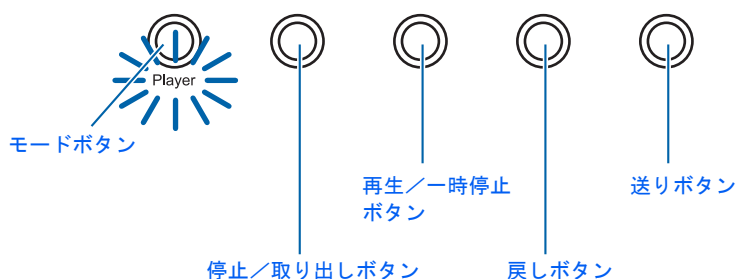 Player
モードボタン
再生／一時停止
ボタン
送りボタン
停止／取り出しボタン
戻しボタン